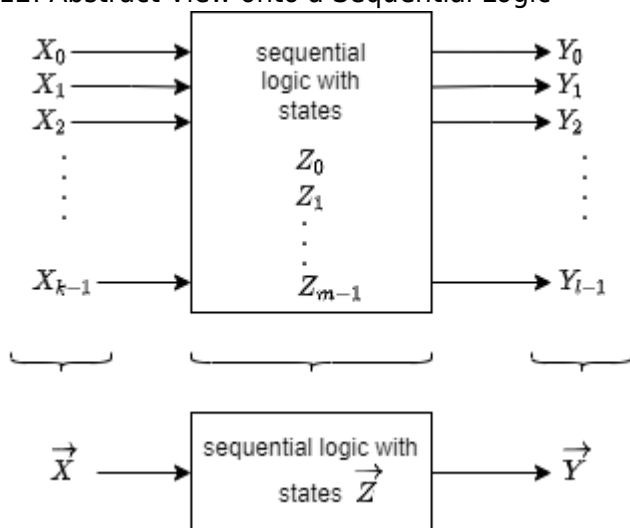 Abstract View onto a Sequential Logic
X₀ sequential Y₀
X₁ logic with Y₁
X₂ states Y₂
Z₀
Z₁
Xₖ₋₁ Zₘ₋₁ Yₗ₋₁
sequential logic with
X⃗ states Z⃗ Y⃗